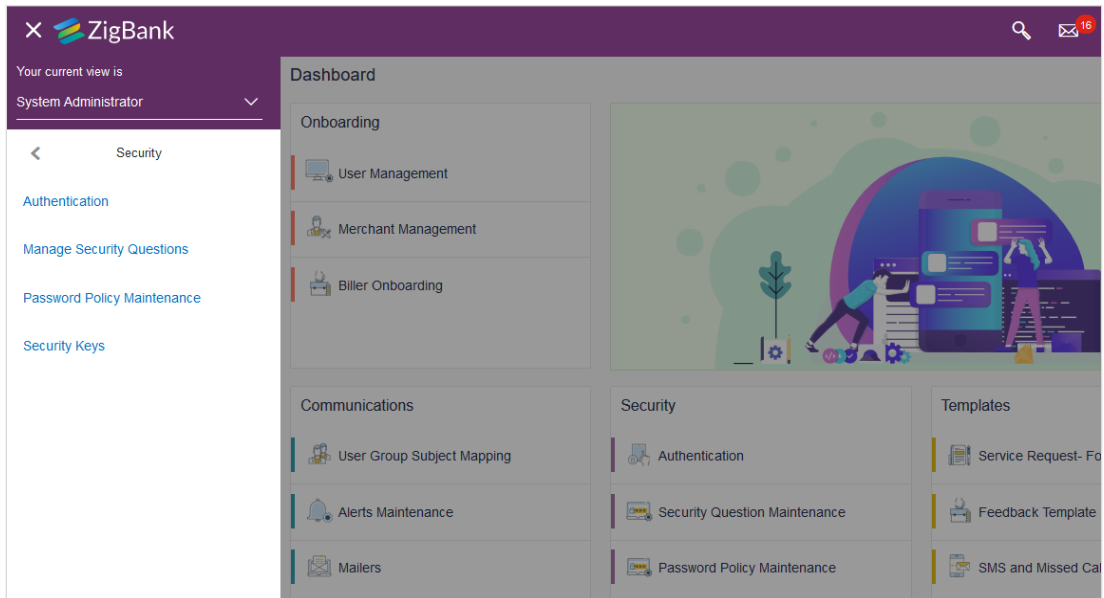 ZigBank
16
Your current view is
System Administrator
Security
Authentication
Manage Security Questions
Password Policy Maintenance
Security Keys
Dashboard
Onboarding
User Management
Merchant Management
Biller Onboarding
Communications
User Group Subject Mapping
Alerts Maintenance
Mailers
Security
Authentication
Security Question Maintenance
Password Policy Maintenance
Templates
Service Request- Fo
Feedback Template
SMS and Missed Cal